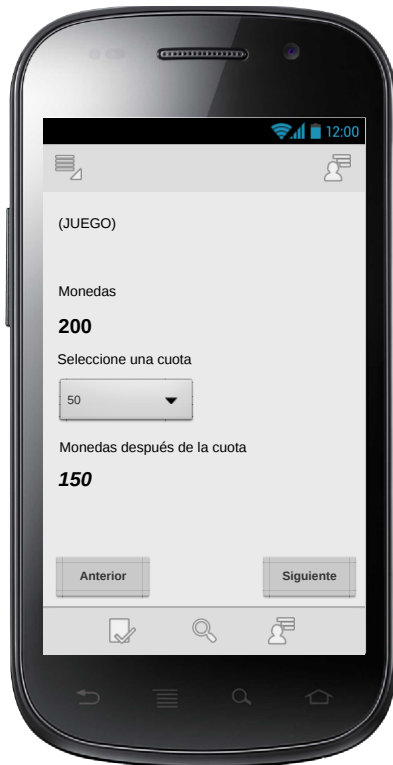 12:00
(JUEGO)
Monedas
200
Seleccione una cuota
50
Monedas después de la cuota
150
Anterior
Siguiente